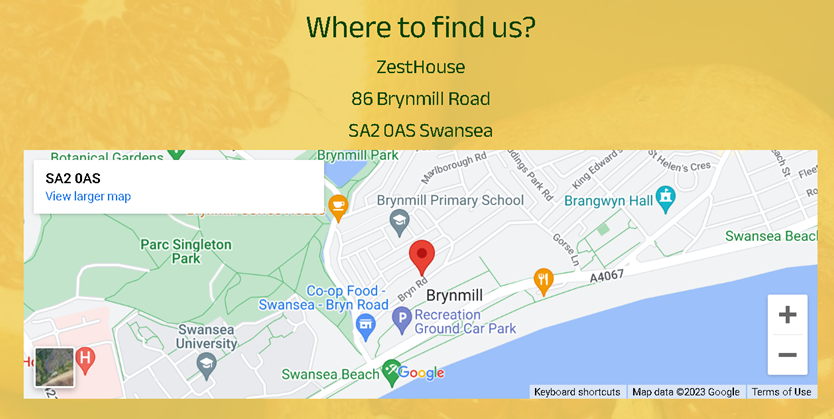 Where to find us?
ZestHouse
86 Brynmill Road
SA2 0AS Swansea
Botanical Gardens
Brynmill Park
SA2 0AS
View larger map
Marlborough Rd
King Edward's
St Helen's Cres
Brynmill Primary School
Brangwyn Hall
Parc Singleton
Park
Gorse Ln
Swansea Beach
A4067
Bryn Rd
Co-op Food -
Swansea - Bryn Road
Brynmill
Recreation
Ground Car Park
P
Swansea
University
H
Swansea Beach
Google
+
−
Keyboard shortcuts
Map data ©2023 Google
Terms of Use